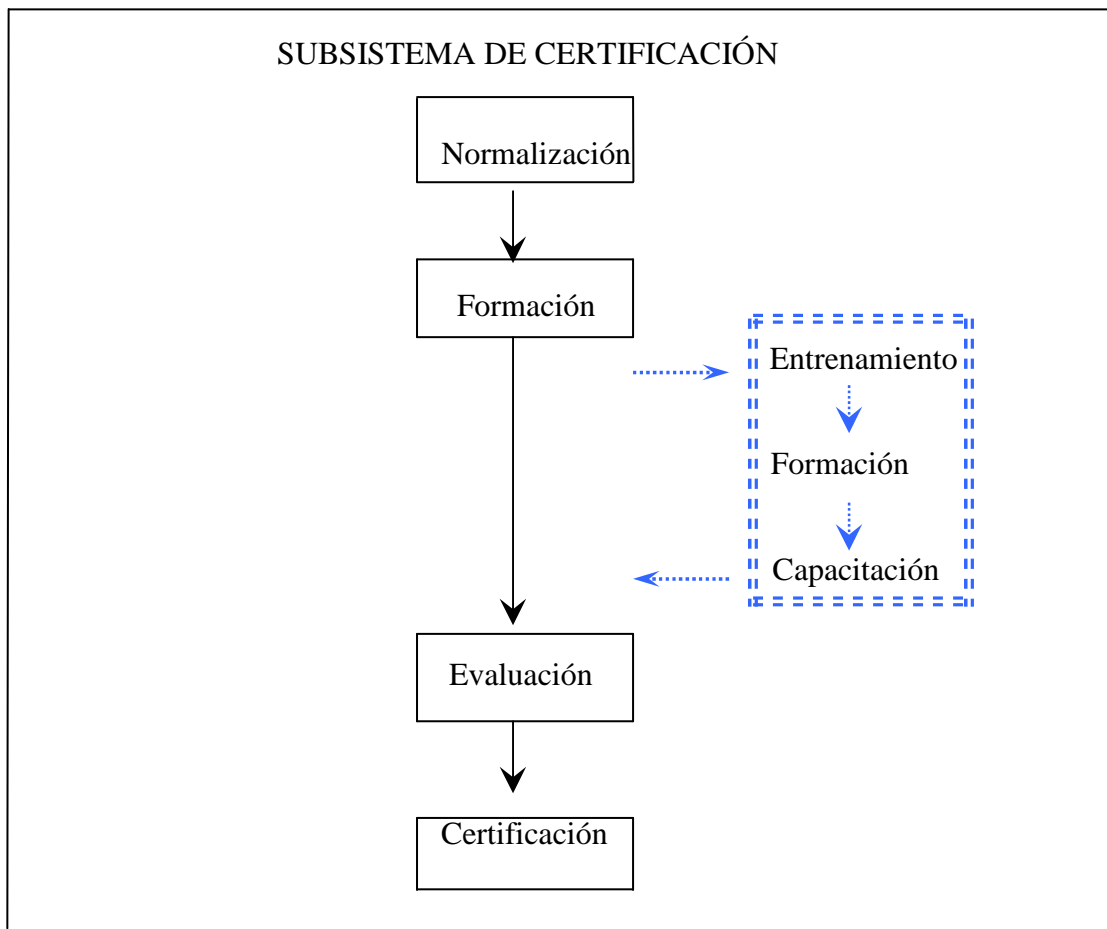 SUBSISTEMA DE CERTIFICACIÓN
Normalización
Formación
Entrenamiento
Formación
Capacitación
Evaluación
Certificación